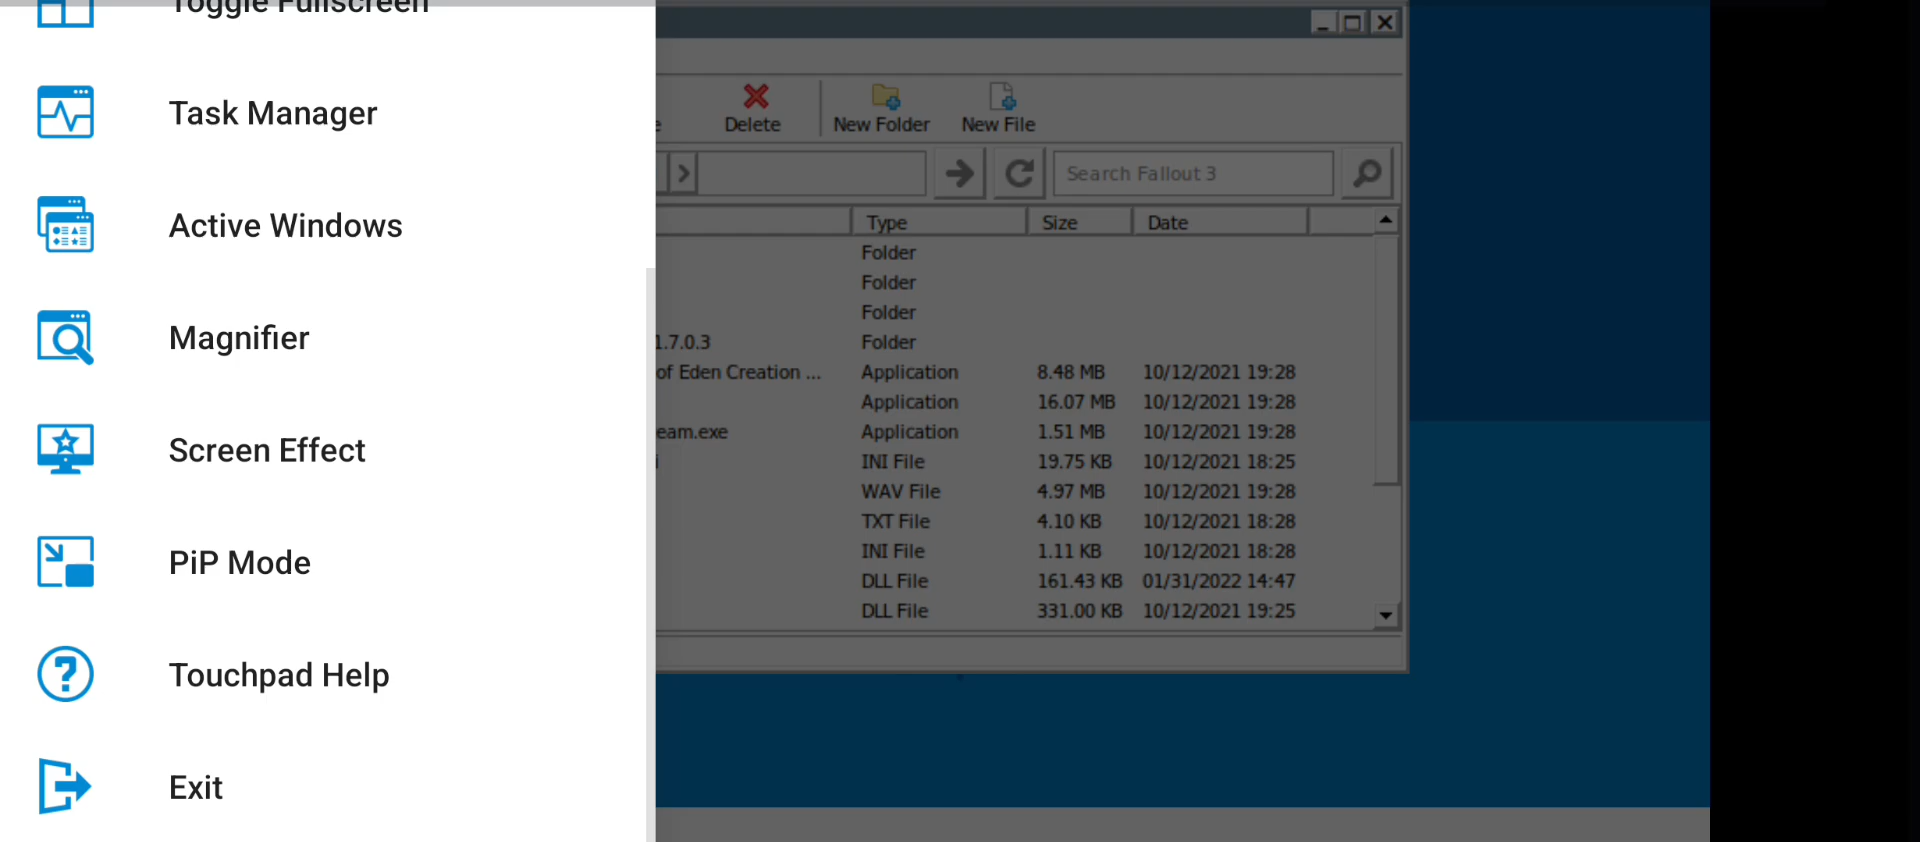 Toggle Fullscreen
Task Manager
Active Windows
Magnifier
Screen Effect
PiP Mode
Touchpad Help
Exit
Delete
New Folder
New File
Search Fallout 3
Type Size Date
Folder
Folder
Folder
1.7.0.3 Folder
of Eden Creation ... Application 8.48 MB 10/12/2021 19:28
Application 16.07 MB 10/12/2021 19:28
eam.exe Application 1.51 MB 10/12/2021 19:28
INI File 19.75 KB 10/12/2021 18:25
WAV File 4.97 MB 10/12/2021 19:28
TXT File 4.10 KB 10/12/2021 18:28
INI File 1.11 KB 10/12/2021 18:28
DLL File 161.43 KB 01/31/2022 14:47
DLL File 331.00 KB 10/12/2021 19:25